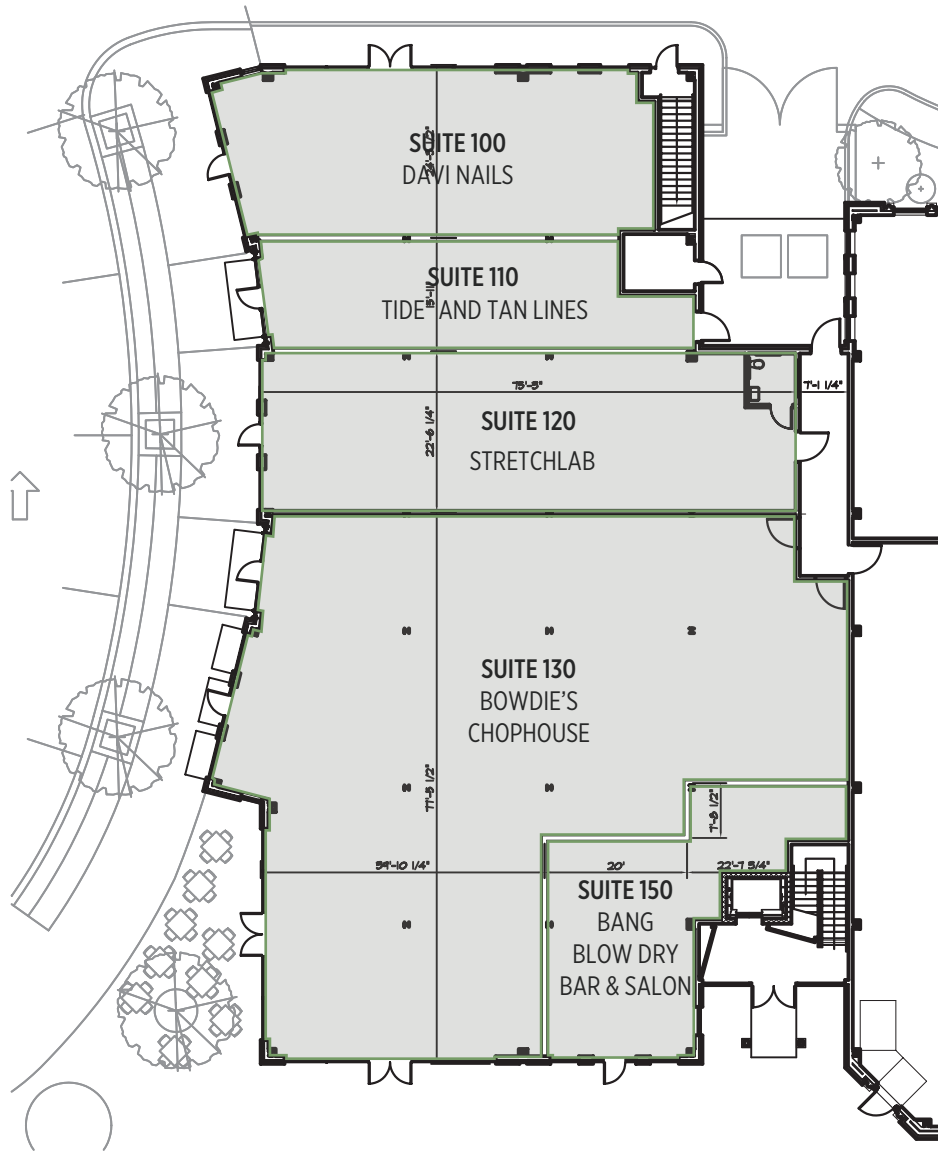 SUITE 100
DAVI NAILS
SUITE 110
TIDE AND TAN LINES
75'-5"
7'-1 1/4"
SUITE 120
22'-6 1/4"
STRETCHLAB
SUITE 130
BOWDIE'S
CHOPHOUSE
77'-5 1/2"
7'-8 1/2"
39'-10 1/4"
20'
22'-7 3/4"
SUITE 150
BANG
BLOW DRY
BAR & SALON